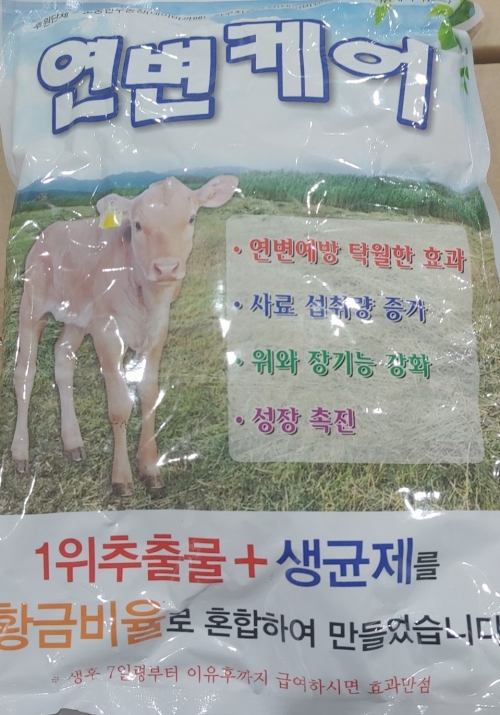 후원단체
연변케어
• 연변예방 탁월한 효과
• 사료 섭취량 증가
• 위와 장기능 강화
• 성장 촉진
1위추출물 + 생균제를
황금비율로 혼합하여 만들었습니다
※ 생후 7일령부터 이유후까지 급여하시면 효과만점